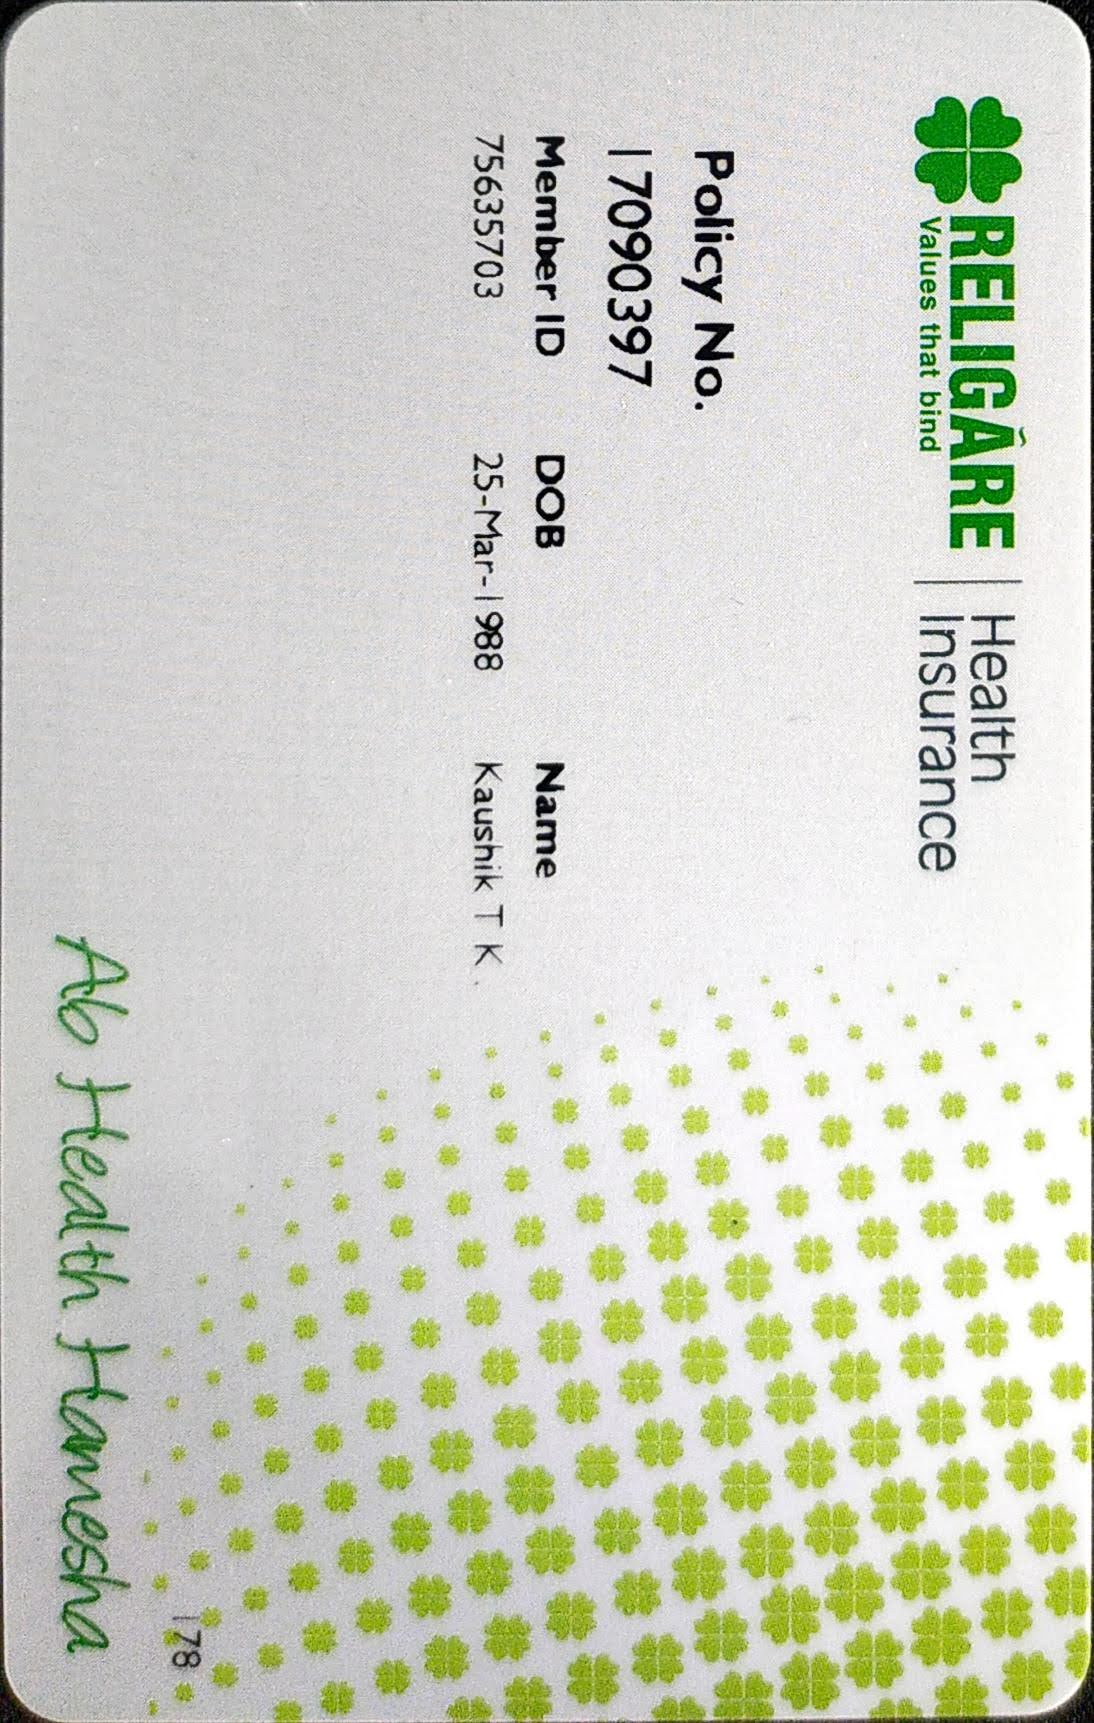 RELIGĂRE
Values that bind
Health
Insurance
Policy No.
17090397
Member ID DOB Name
75635703 25-Mar-1988 Kaushik T K
178
Ab Health Hamesha